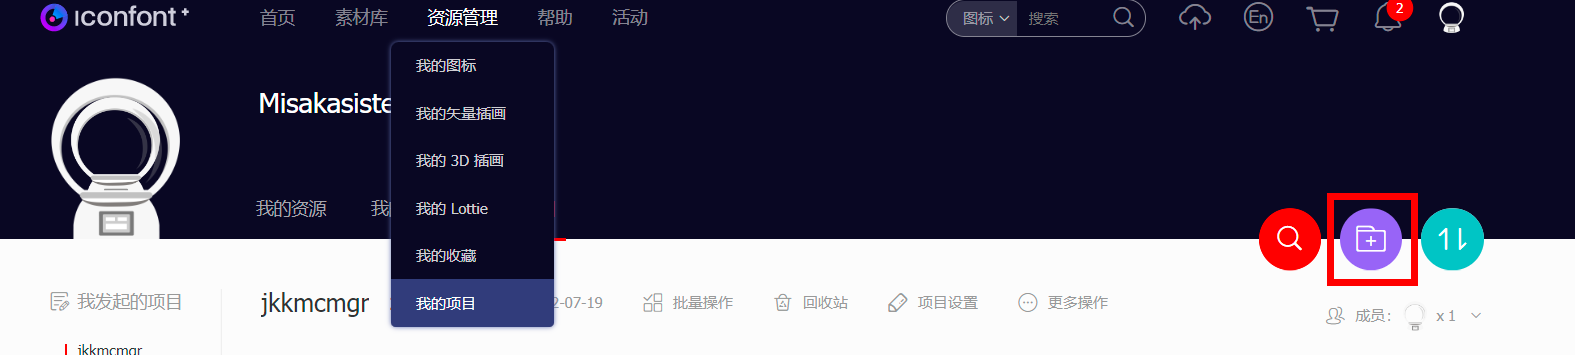 iconfont+ 首页 素材库 资源管理 帮助 活动 图标 搜索 En 2
我的图标
Misakasiste
我的矢量插画
我的 3D 插画
我的资源 我的 Lottie
我的收藏
我发起的项目 jkkmcmgr 我的项目 2-07-19 批量操作 回收站 项目设置 更多操作
成员: x 1
jkkmcmgr